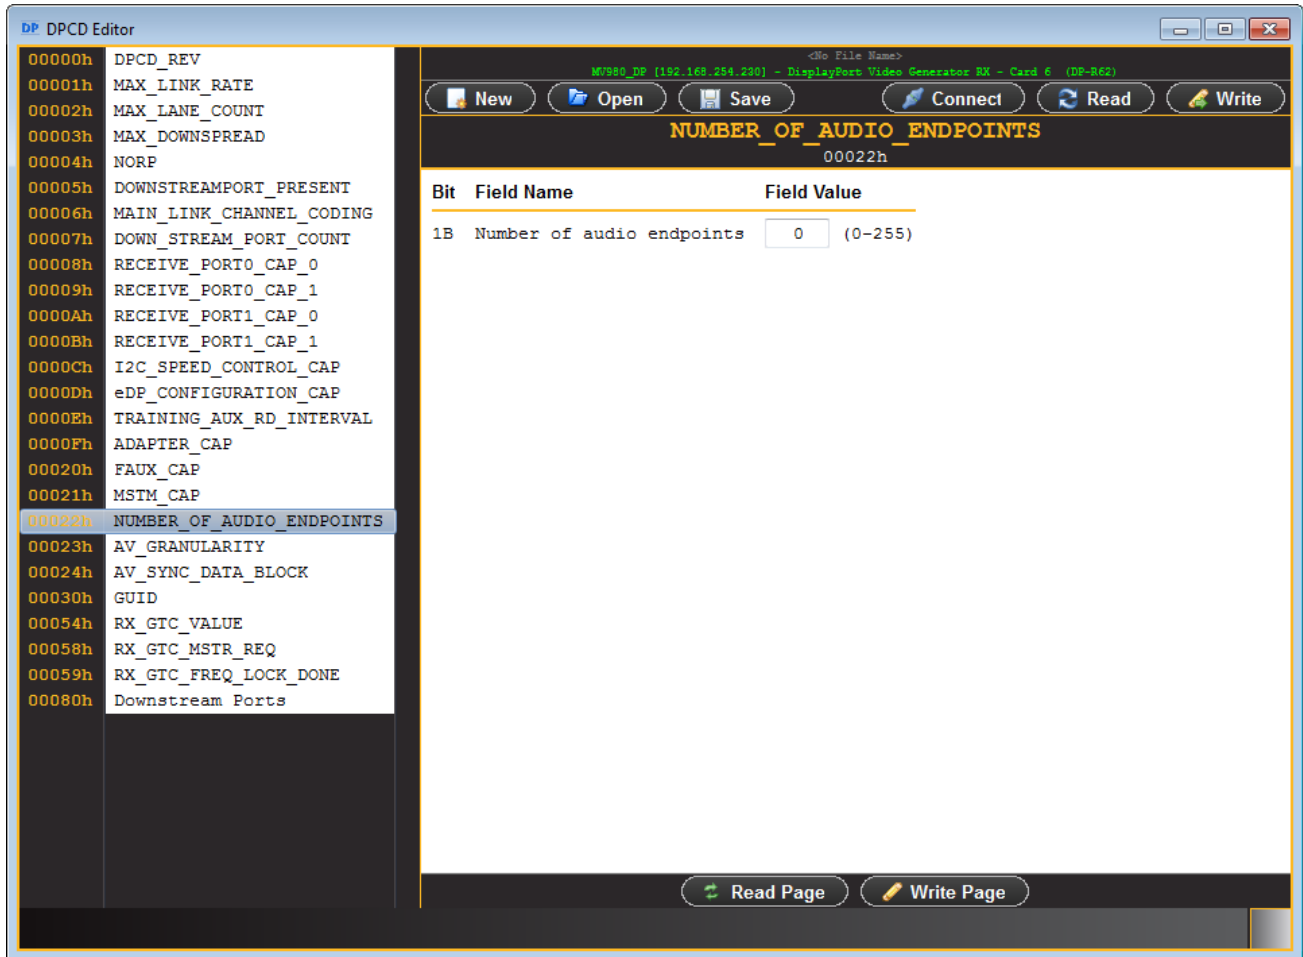 DP DPCD Editor
00000h DPCD_REV
00001h MAX_LINK_RATE
00002h MAX_LANE_COUNT
00003h MAX_DOWNSPREAD
00004h NORP
00005h DOWNSTREAMPORT_PRESENT
00006h MAIN_LINK_CHANNEL_CODING
00007h DOWN_STREAM_PORT_COUNT
00008h RECEIVE_PORT0_CAP_0
00009h RECEIVE_PORT0_CAP_1
0000Ah RECEIVE_PORT1_CAP_0
0000Bh RECEIVE_PORT1_CAP_1
0000Ch I2C_SPEED_CONTROL_CAP
0000Dh eDP_CONFIGURATION_CAP
0000Eh TRAINING_AUX_RD_INTERVAL
0000Fh ADAPTER_CAP
00020h FAUX_CAP
00021h MSTM_CAP
00022h NUMBER_OF_AUDIO_ENDPOINTS
00023h AV_GRANULARITY
00024h AV_SYNC_DATA_BLOCK
00030h GUID
00054h RX_GTC_VALUE
00058h RX_GTC_MSTR_REQ
00059h RX_GTC_FREQ_LOCK_DONE
00080h Downstream Ports
<No File Name>
MV980_DP [192.168.254.230] - DisplayPort Video Generator RX - Card 6 (DP-R62)
New Open Save Connect Read Write
NUMBER_OF_AUDIO_ENDPOINTS
00022h
Bit Field Name Field Value
1B Number of audio endpoints 0 (0-255)
Read Page Write Page